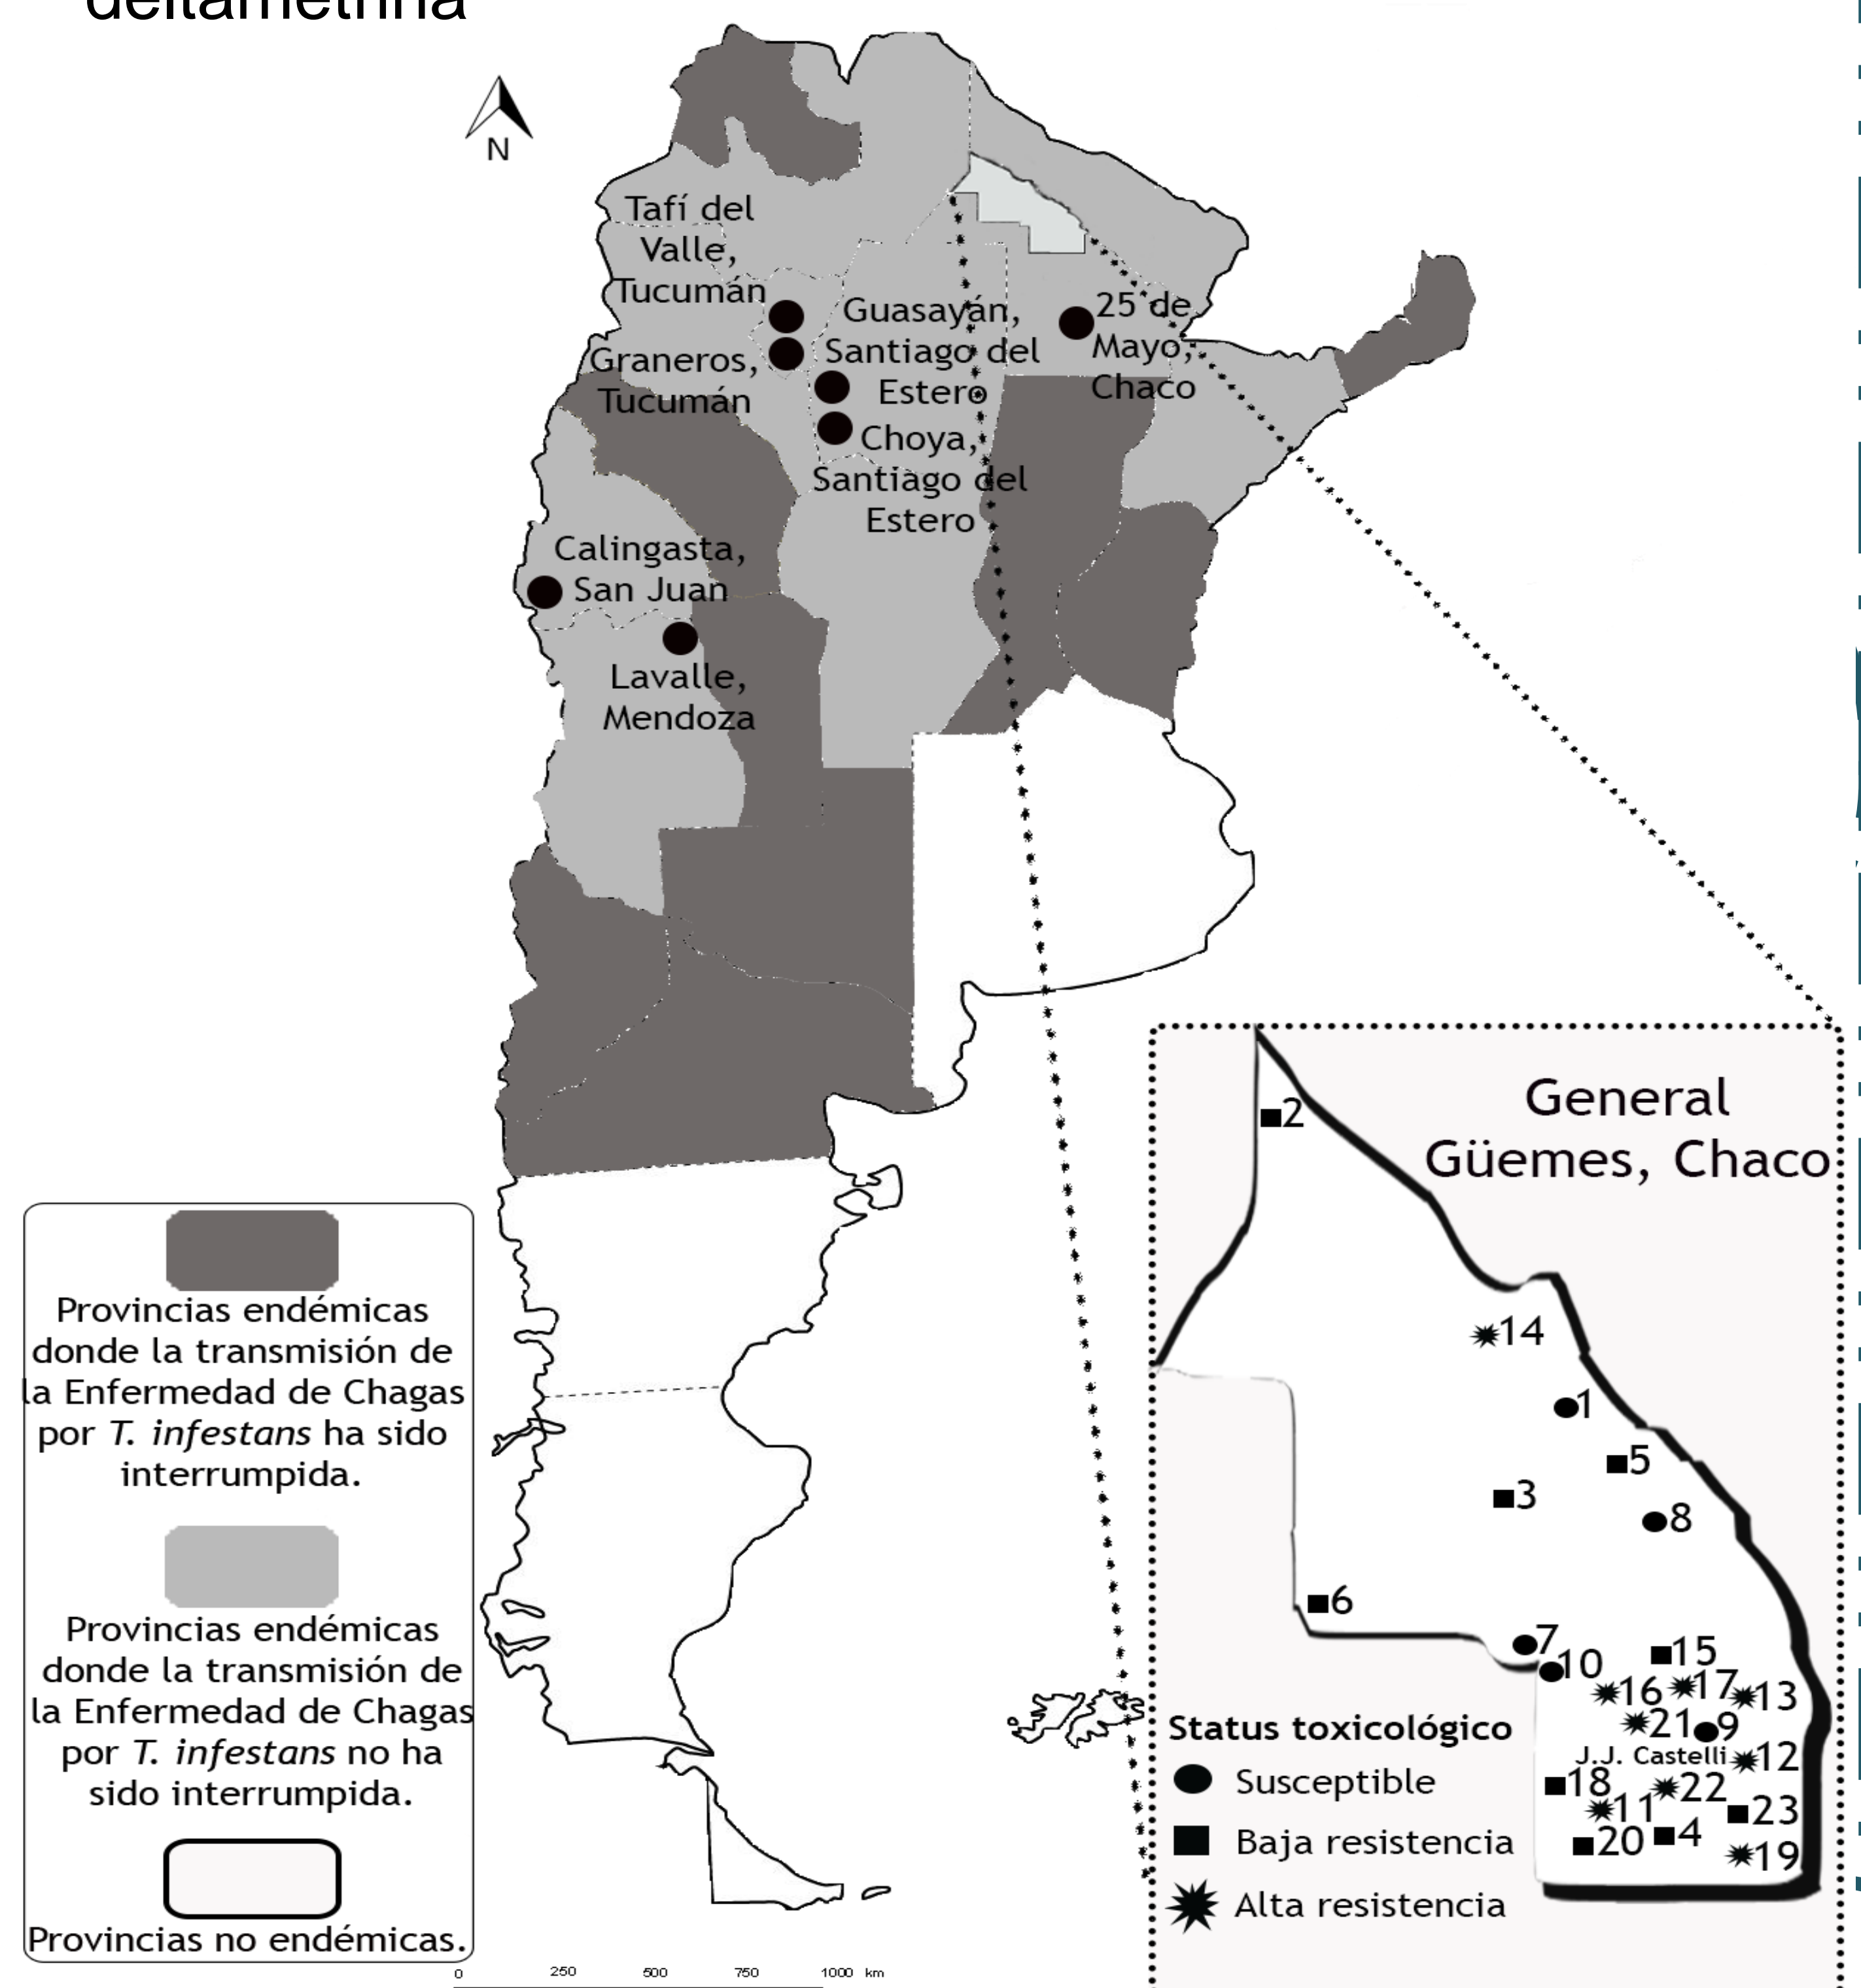 deltametrina
N
Tafí del
Valle,
Tucumán
Graneros,
Tucumán
Guasayán,
Santiago del
Estero
Choya,
Santiago del
Estero
25 de
Mayo,
Chaco
Calingasta,
San Juan
Lavalle,
Mendoza
Provincias endémicas
donde la transmisión de
la Enfermedad de Chagas
por T. infestans ha sido
interrumpida.
Provincias endémicas
donde la transmisión de
la Enfermedad de Chagas
por T. infestans no ha
sido interrumpida.
Provincias no endémicas.
0 250 500 750 1000 km
General
Güemes, Chaco
2
14
1
5
3
8
6
7
10
15
16
17
13
21
9
J.J. Castelli
12
18
22
11
23
20
4
19
Status toxicológico
Susceptible
Baja resistencia
Alta resistencia